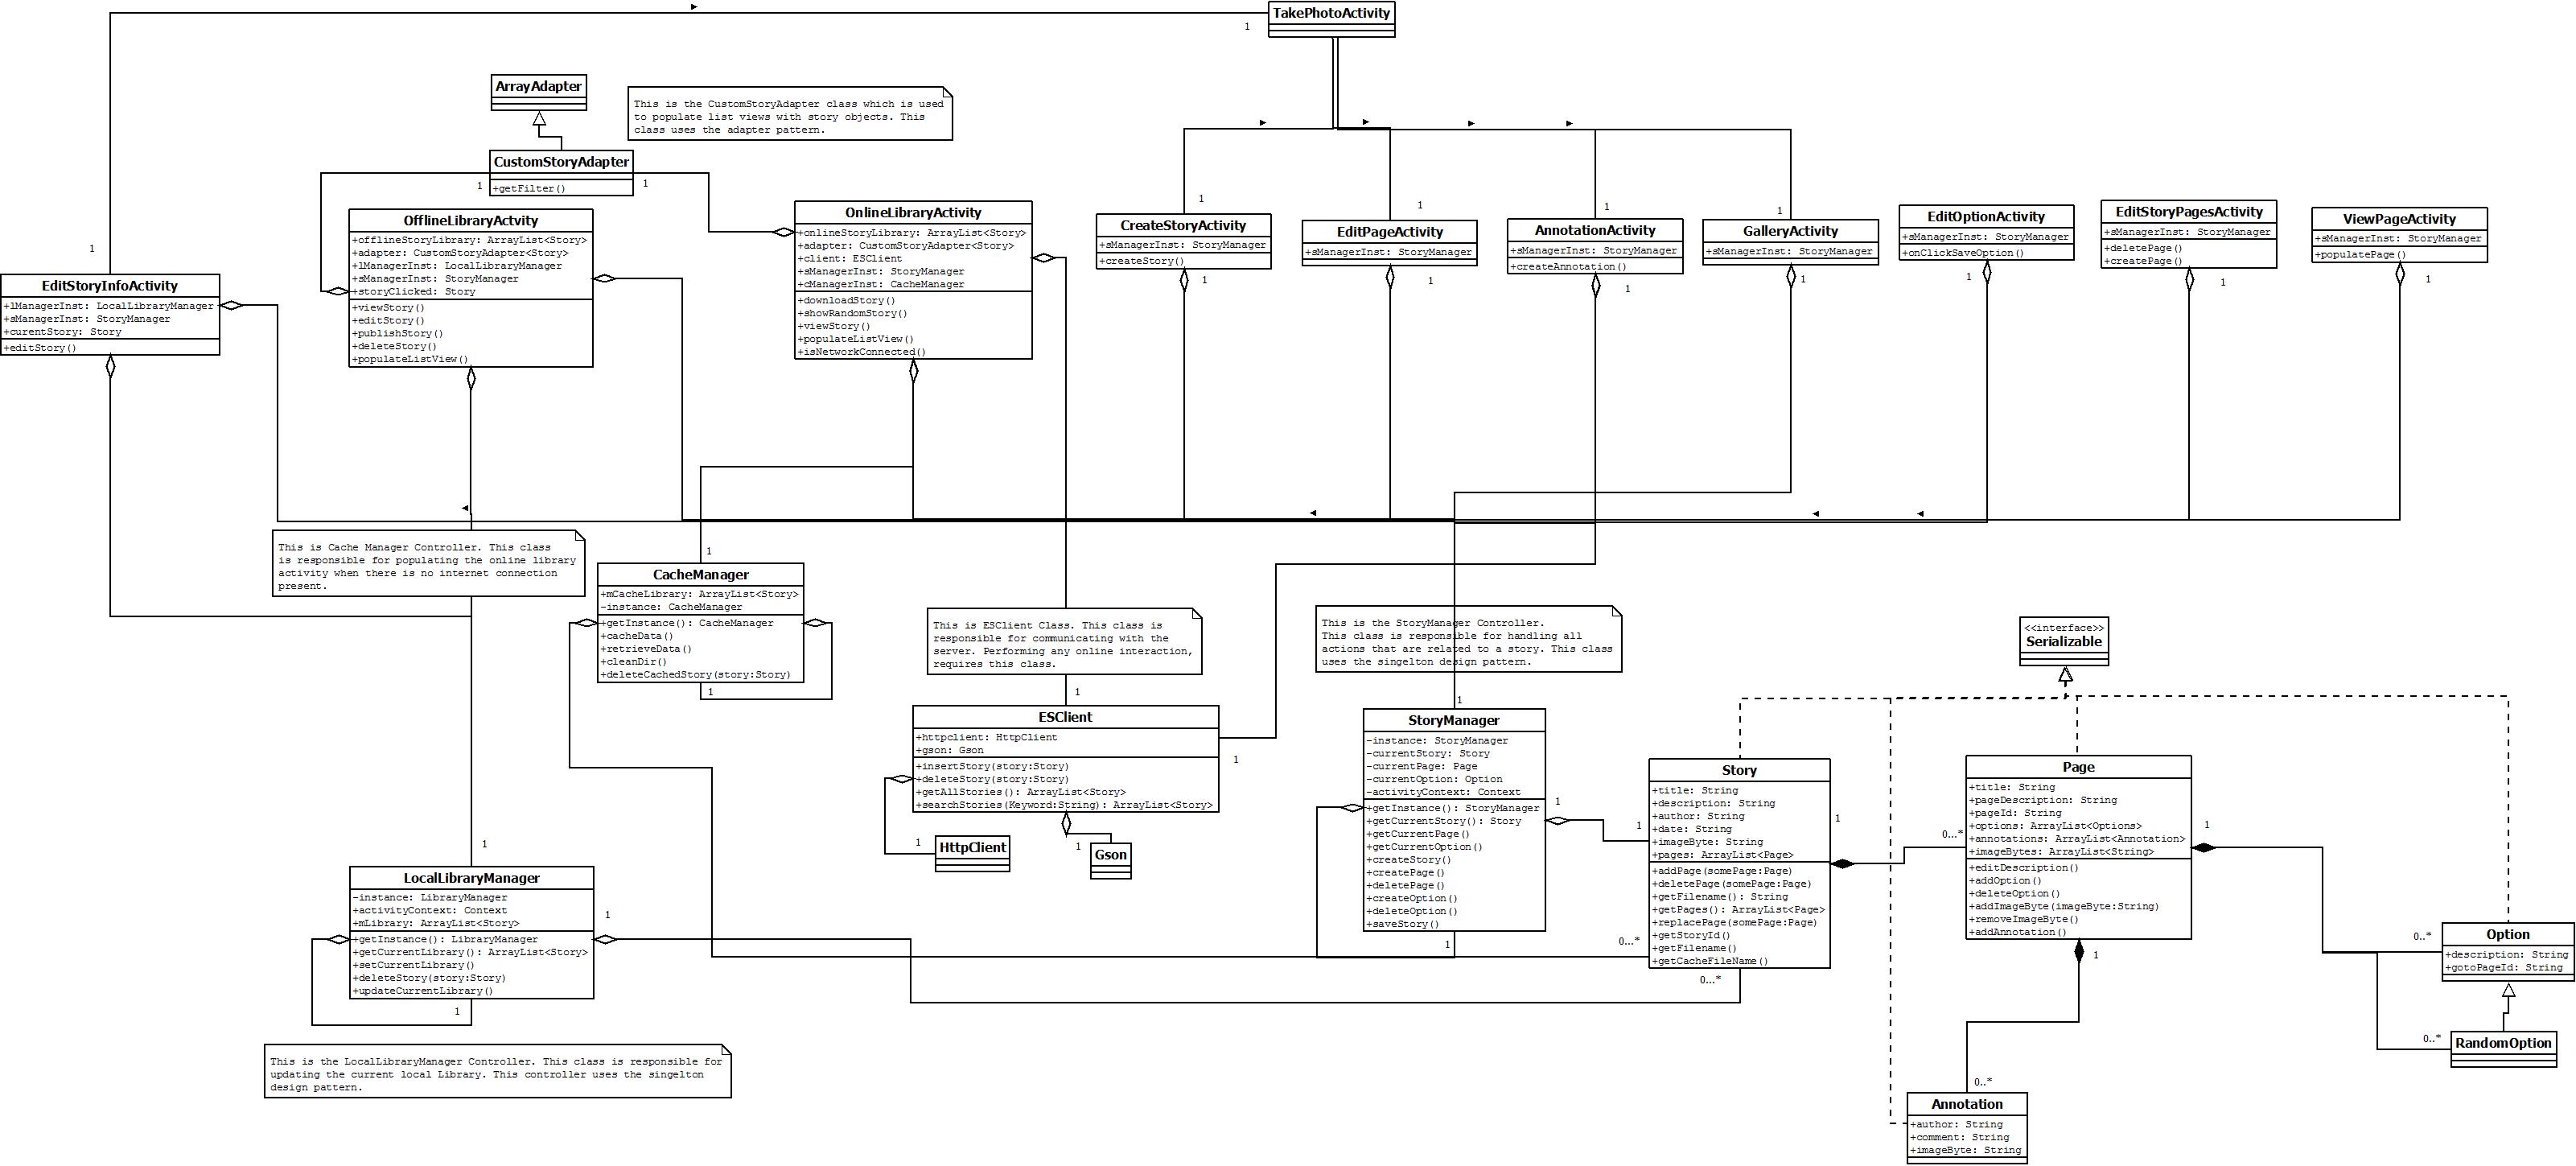 TakePhotoActivity
1
ArrayAdapter
This is the CustomStoryAdapter class which is used
to populate list views with story objects. This
class uses the adapter pattern.
CustomStoryAdapter
+getFilter()
1
1
OfflineLibraryActvity
+offlineStoryLibrary: ArrayList<Story>
+adapter: CustomStoryAdapter<Story>
+lManagerInst: LocalLibraryManager
+sManagerInst: StoryManager
+storyClicked: Story
+viewStory()
+editStory()
+publishStory()
+deleteStory()
+populateListView()
OnlineLibraryActivity
+onlineStoryLibrary: ArrayList<Story>
+adapter: CustomStoryAdapter<Story>
+client: ESClient
+sManagerInst: StoryManager
+cManagerInst: CacheManager
+downloadStory()
+showRandomStory()
+viewStory()
+populateListView()
+isNetworkConnected()
1
CreateStoryActivity
+sManagerInst: StoryManager
+createStory()
1
1
EditPageActivity
+sManagerInst: StoryManager
1
1
AnnotationActivity
+sManagerInst: StoryManager
+createAnnotation()
1
1
GalleryActivity
+sManagerInst: StoryManager
1
EditOptionActivity
+sManagerInst: StoryManager
+onClickSaveOption()
1
EditStoryPagesActivity
+sManagerInst: StoryManager
+deletePage()
+createPage()
1
ViewPageActivity
+sManagerInst: StoryManager
+populatePage()
1
1
EditStoryInfoActivity
+lManagerInst: LocalLibraryManager
+sManagerInst: StoryManager
+curentStory: Story
+editStory()
This is Cache Manager Controller. This class
is responsible for populating the online library
activity when there is no internet connection
present.
1
CacheManager
+mCacheLibrary: ArrayList<Story>
-instance: CacheManager
+getInstance(): CacheManager
+cacheData()
+retrieveData()
+cleanDir()
+deleteCachedStory(story:Story)
1
This is ESClient Class. This class is
responsible for communicating with the
server. Performing any online interaction,
requires this class.
1
ESClient
+httpclient: HttpClient
+gson: Gson
+insertStory(story:Story)
+deleteStory(story:Story)
+getAllStories(): ArrayList<Story>
+searchStories(Keyword:String): ArrayList<Story>
1
1
HttpClient
1
Gson
This is the StoryManager Controller.
This class is responsible for handling all
actions that are related to a story. This class
uses the singelton design pattern.
1
StoryManager
-instance: StoryManager
-currentStory: Story
-currentPage: Page
-currentOption: Option
-activityContext: Context
+getInstance(): StoryManager
+getCurrentStory(): Story
+getCurrentPage()
+getCurrentOption()
+createStory()
+createPage()
+deletePage()
+createOption()
+deleteOption()
+saveStory()
1
1
1
Story
+title: String
+description: String
+author: String
+date: String
+imageByte: String
+pages: ArrayList<Page>
+addPage(somePage:Page)
+deletePage(somePage:Page)
+getFilename(): String
+getPages(): ArrayList<Page>
+replacePage(somePage:Page)
+getStoryId()
+getFilename()
+getCacheFileName()
1
0...*
0...*
<<interface>>
Serializable
0...*
Page
+title: String
+pageDescription: String
+pageId: String
+options: ArrayList<Options>
+annotations: ArrayList<Annotation>
+imageBytes: ArrayList<String>
+editDescription()
+addOption()
+deleteOption()
+addImageByte(imageByte:String)
+removeImageByte()
+addAnnotation()
1
1
0..*
Option
+description: String
+gotoPageId: String
0..*
RandomOption
0..*
Annotation
+author: String
+comment: String
+imageByte: String
1
LocalLibraryManager
-instance: LibraryManager
+activityContext: Context
+mLibrary: ArrayList<Story>
+getInstance(): LibraryManager
+getCurrentLibrary(): ArrayList<Story>
+setCurrentLibrary()
+deleteStory(story:Story)
+updateCurrentLibrary()
1
1
This is the LocalLibraryManager Controller. This class is responsible for
updating the current local Library. This controller uses the singelton
design pattern.